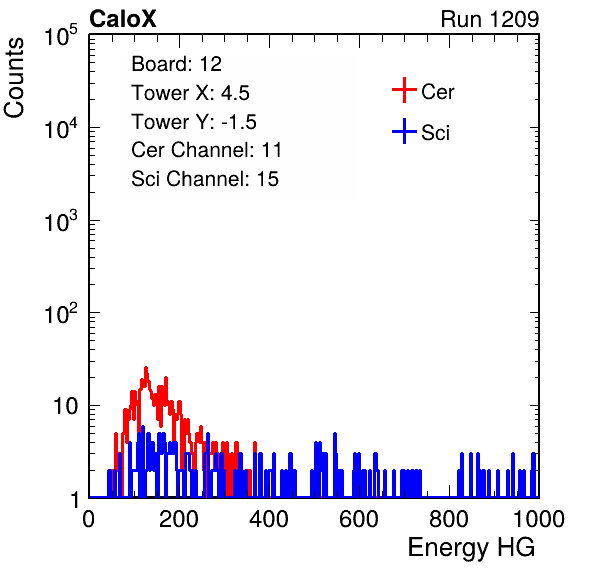 CaloX Run 1209
Counts
10^5
10^4
10^3
10^2
10
1
Board: 12
Tower X: 4.5
Tower Y: -1.5
Cer Channel: 11
Sci Channel: 15
Cer
Sci
0 200 400 600 800 1000
Energy HG